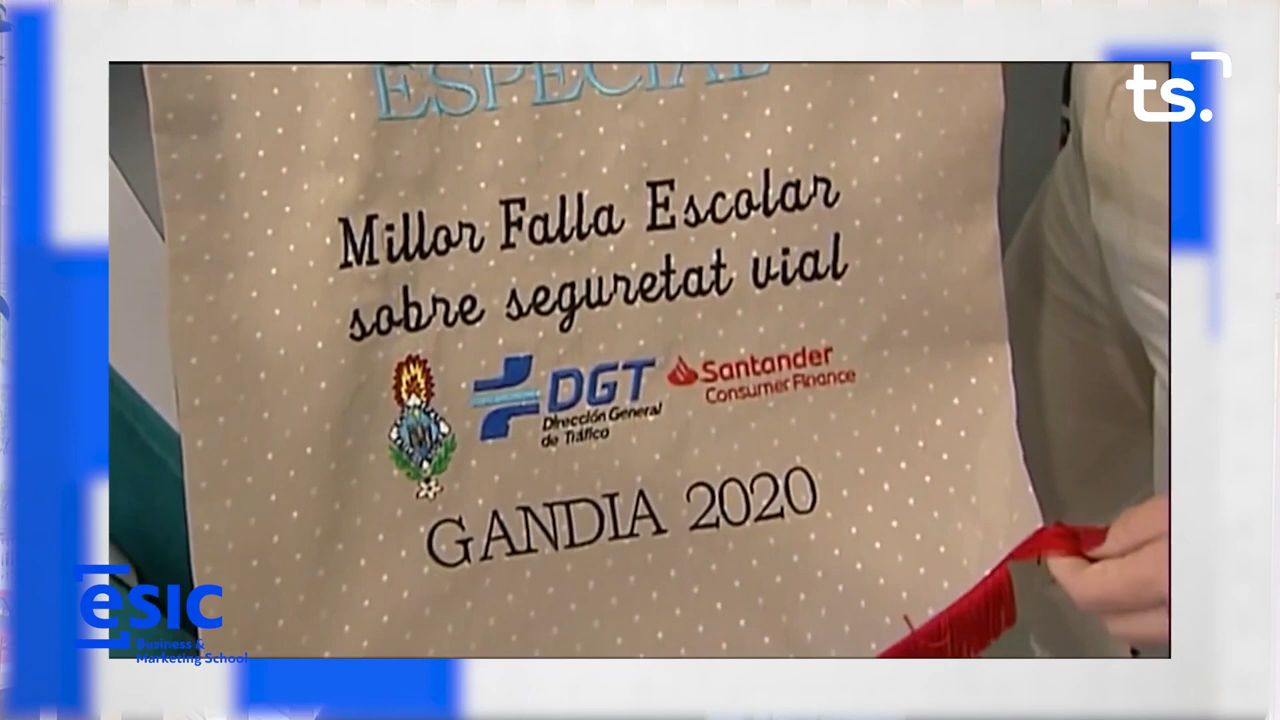 ts.
ESPECIAL
Millor Falla Escolar
sobre seguretat vial
DGT
Dirección General
de Tráfico
Santander
Consumer Finance
GANDIA 2020
esic
Business &
Marketing School